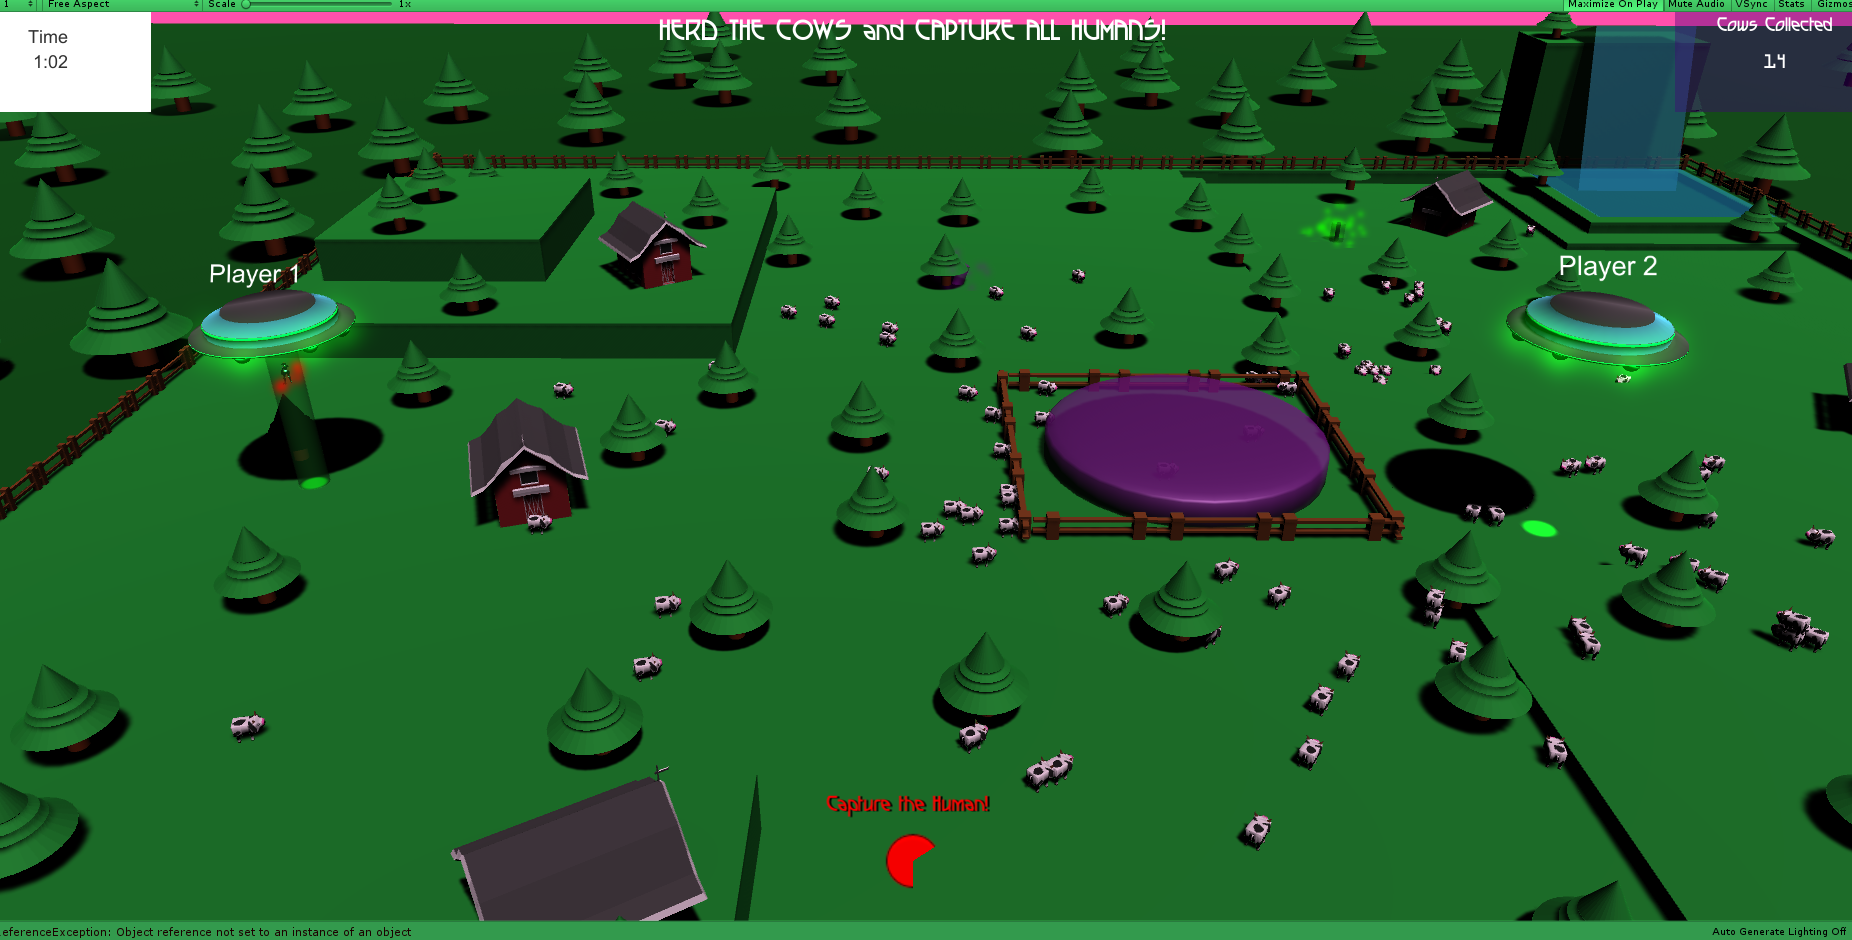 1 Free Aspect Scale 1x Maximize On Play Mute Audio VSync Stats Gizmos
HERD THE COWS and CAPTURE ALL HUMANS!
Time
1:02
Cows Collected
14
Player 1
Player 2
Capture the Human!
eferenceException: Object reference not set to an instance of an object
Auto Generate Lighting Off